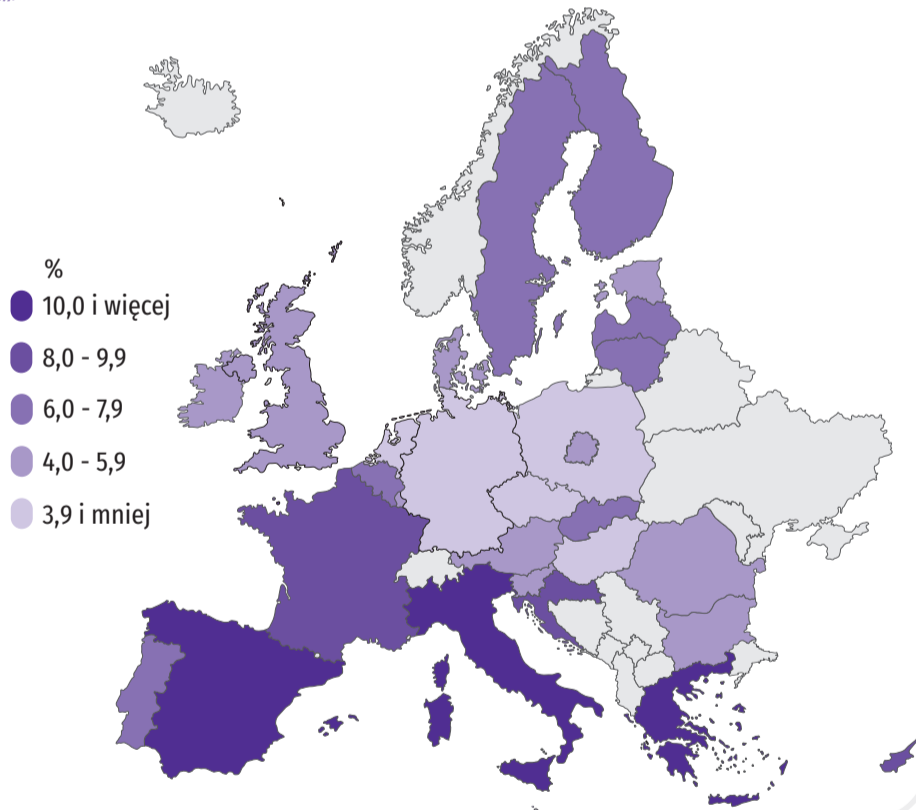 %
10,0 i więcej
8,0 - 9,9
6,0 - 7,9
4,0 - 5,9
3,9 i mniej